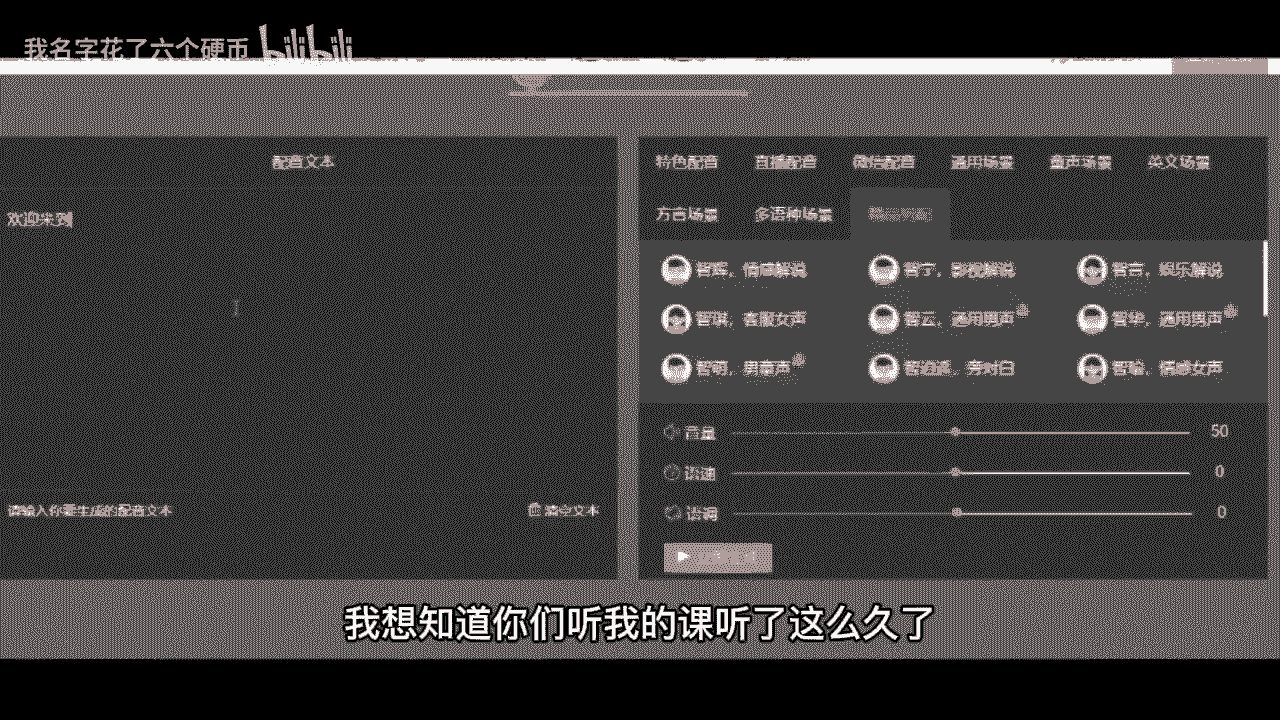 我名字花了六个硬币 bilibili
配音文本
欢迎来到
请输入你要生成的配音文本
清空文本
特色配音 直播配音 微信配音 通用场景 童声场景 英文场景
方言场景 多语种场景
智辉，情感解说 智宁，影视解说 智言，娱乐解说
智琪，客服女声 智云，通用男声 智华，通用男声
智萌，男童声 智逍遥，旁对白 智瑜，情感女声
音量 50
语速 0
语调 0
我想知道你们听我的课听了这么久了